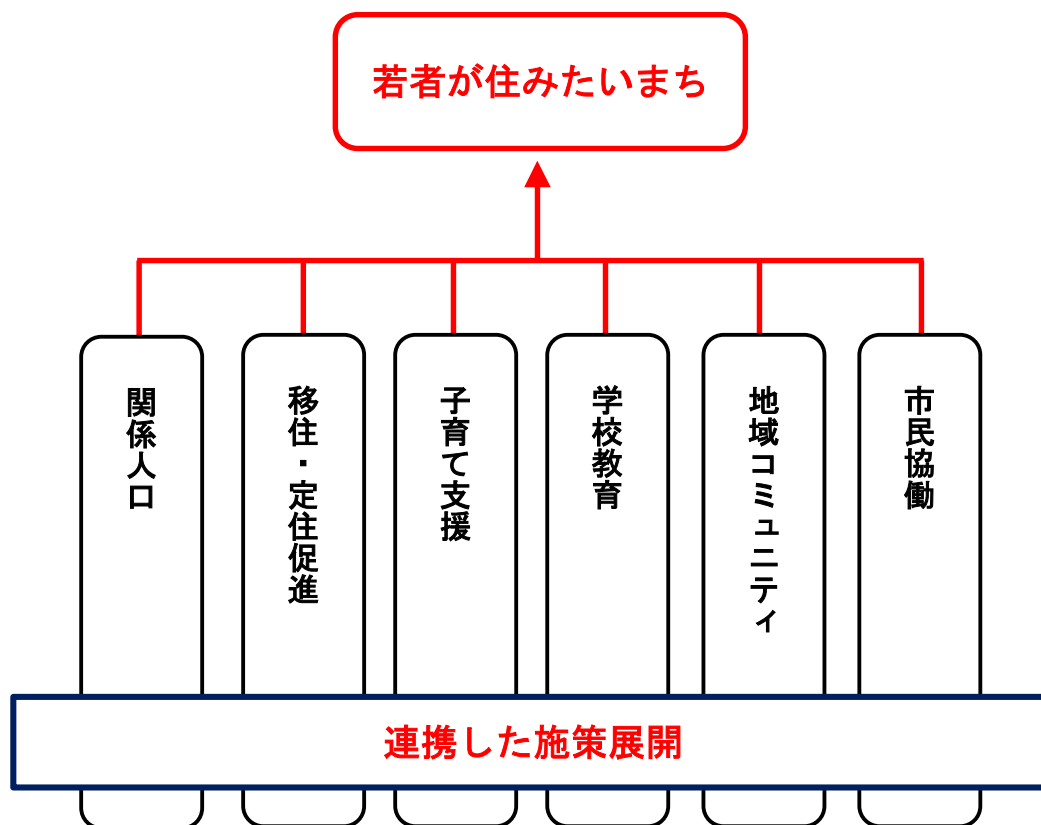 若者が住みたいまち
関係人口
移住・定住促進
子育て支援
学校教育
地域コミュニティ
市民協働
連携した施策展開